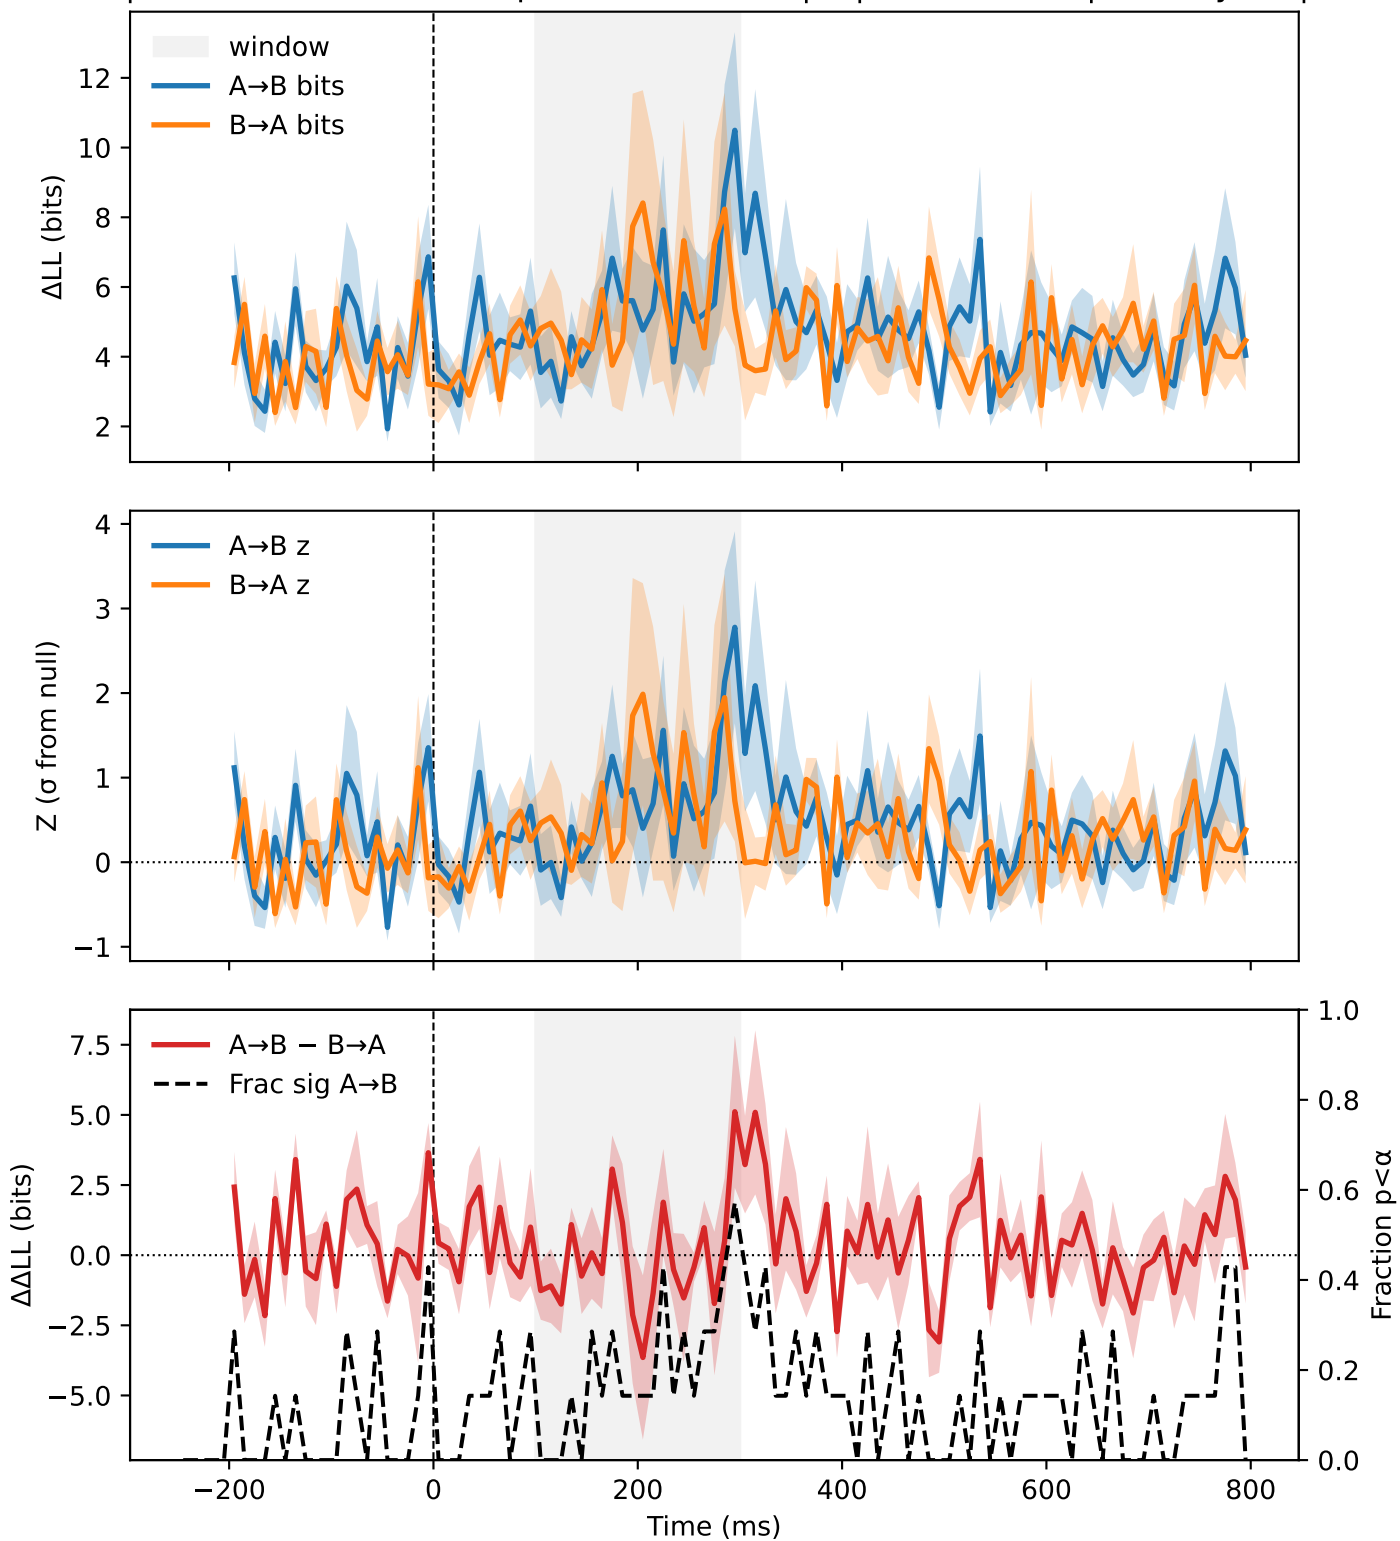 window
A→B bits
B→A bits
ΔLL (bits)
12
10
8
6
4
2
A→B z
B→A z
Z (σ from null)
4
3
2
1
0
−1
A→B − B→A
Frac sig A→B
ΔΔLL (bits)
7.5
5.0
2.5
0.0
−2.5
−5.0
1.0
0.8
0.6
0.4
0.2
0.0
Fraction p<α
−200
0
200
400
600
800
Time (ms)